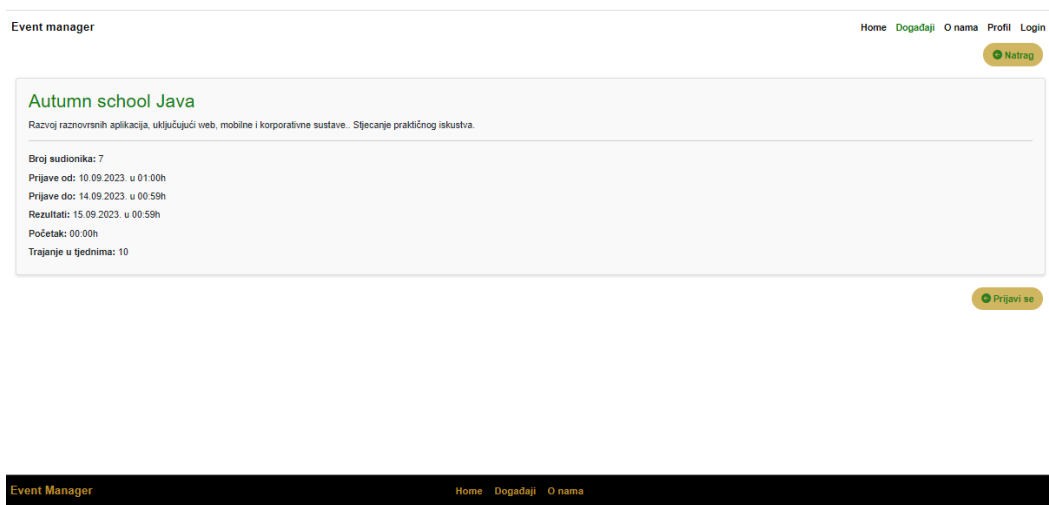 Event manager
Home Događaji O nama Profil Login
Natrag
Autumn school Java
Razvoj raznovrsnih aplikacija, uključujući web, mobilne i korporativne sustave.. Stjecanje praktičnog iskustva.
Broj sudionika: 7
Prijave od: 10.09.2023. u 01:00h
Prijave do: 14.09.2023. u 00:59h
Rezultati: 15.09.2023. u 00:59h
Početak: 00:00h
Trajanje u tjednima: 10
Prijavi se
Event Manager
Home Događaji O nama